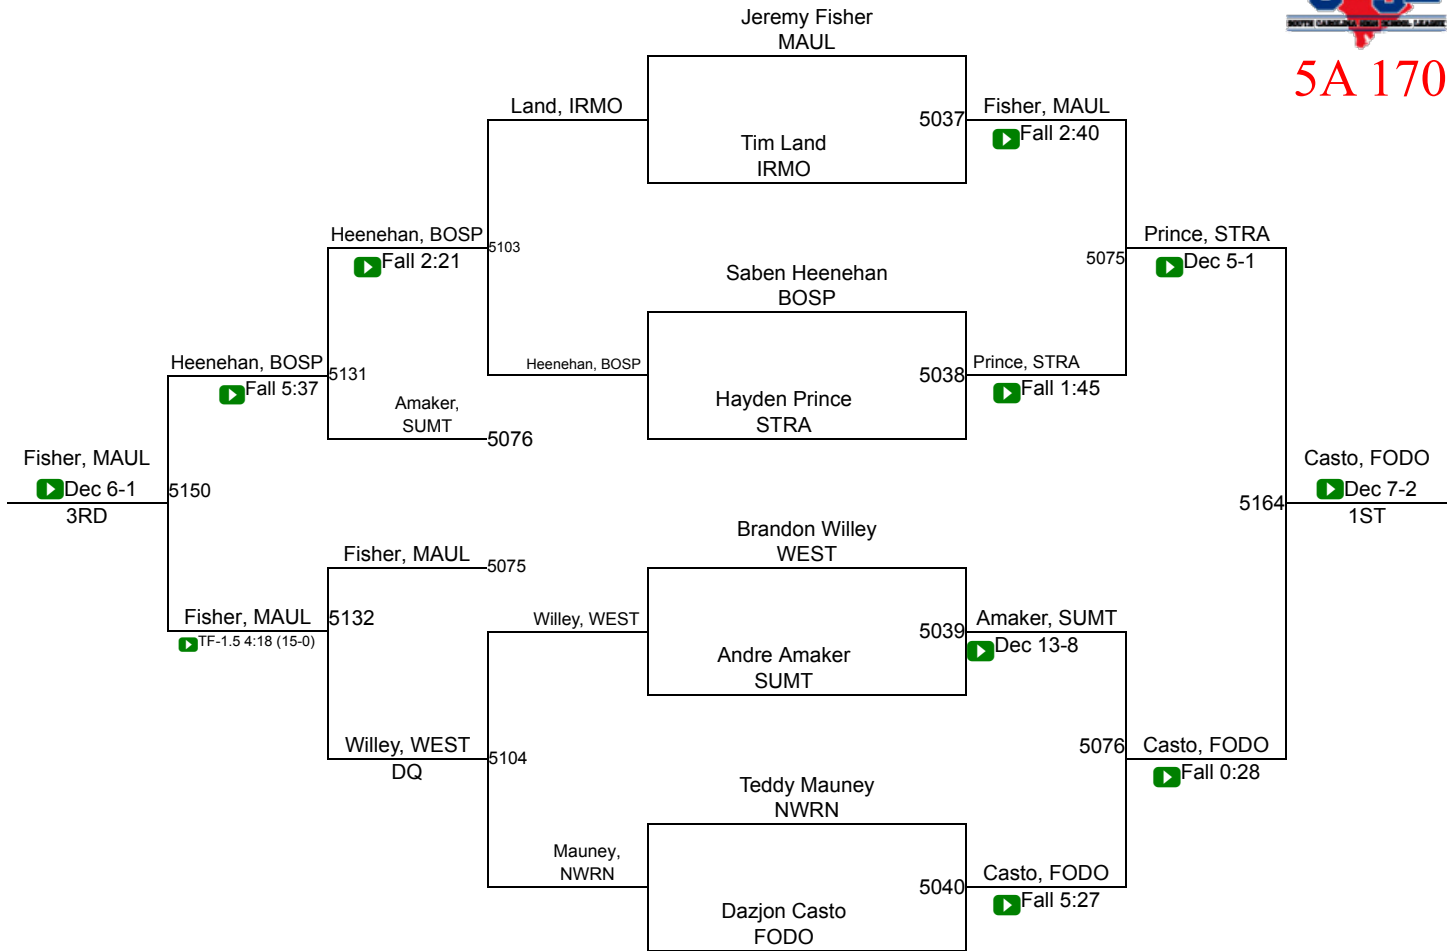 SOUTH CAROLINA HIGH SCHOOL LEAGUE
5A 170
Jeremy Fisher
MAUL
Land, IRMO
5037
Fisher, MAUL
Fall 2:40
Tim Land
IRMO
Heenehan, BOSP
5103
Fall 2:21
Prince, STRA
5075
Dec 5-1
Saben Heenehan
BOSP
Heenehan, BOSP
5131
Fall 5:37
Heenehan, BOSP
5038
Prince, STRA
Fall 1:45
Amaker,
SUMT
5076
Hayden Prince
STRA
Fisher, MAUL
Dec 6-1
3RD
5150
5164
Casto, FODO
Dec 7-2
1ST
Brandon Willey
WEST
Fisher, MAUL
5075
Fisher, MAUL
5132
TF-1.5 4:18 (15-0)
Willey, WEST
5039
Amaker, SUMT
Dec 13-8
Andre Amaker
SUMT
Willey, WEST
5104
DQ
5076
Casto, FODO
Fall 0:28
Teddy Mauney
NWRN
Mauney,
NWRN
5040
Casto, FODO
Fall 5:27
Dazjon Casto
FODO